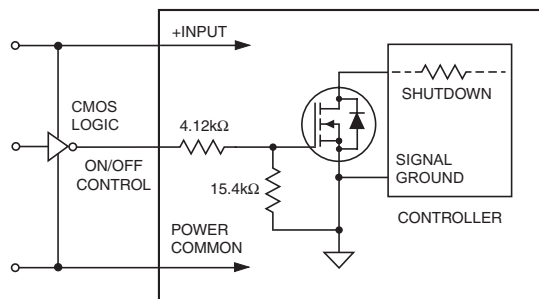 +INPUT
CMOS
LOGIC
4.12kΩ
ON/OFF
CONTROL
15.4kΩ
POWER
COMMON
SHUTDOWN
SIGNAL
GROUND
CONTROLLER